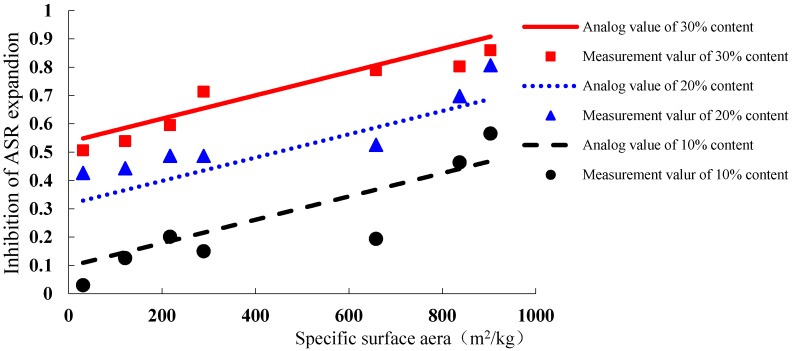 Inhibition of ASR expandion
1
0.9
0.8
0.7
0.6
0.5
0.4
0.3
0.2
0.1
0
0 200 400 600 800 1000
Specific surface aera（m²/kg）
Analog value of 30% content
Measurement valur of 30% content
Analog value of 20% content
Measurement valur of 20% content
Analog value of 10% content
Measurement valur of 10% content